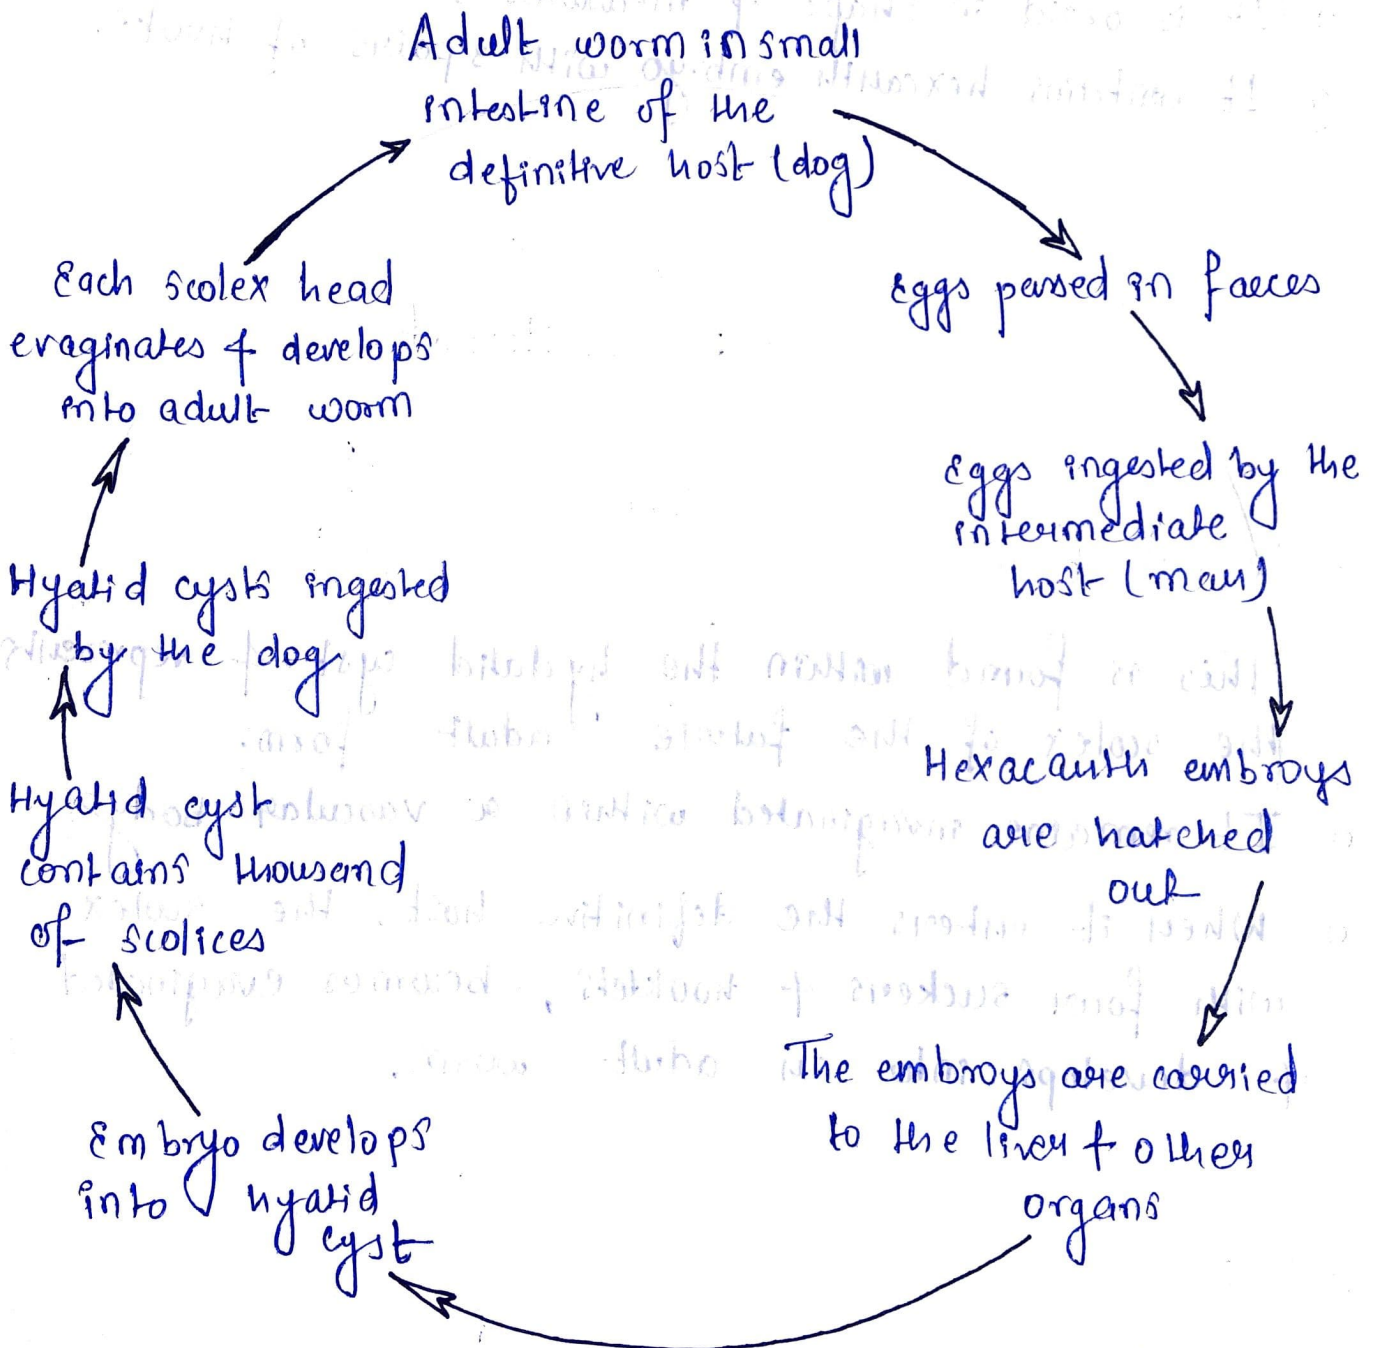 Adult worm in small
intestine of the
definitive host (dog)
Eggs passed in faeces
Eggs ingested by the
intermediate
host (man)
Hexacanth embroys
are hatched
out
The embroys are carried
to the liver & other
organs
Embryo develops
into hyatid
cyst
Hyatid cyst
contains thousand
of scolices
Hyatid cysts ingested
by the dog
Each scolex head
evaginates & develops
into adult worm